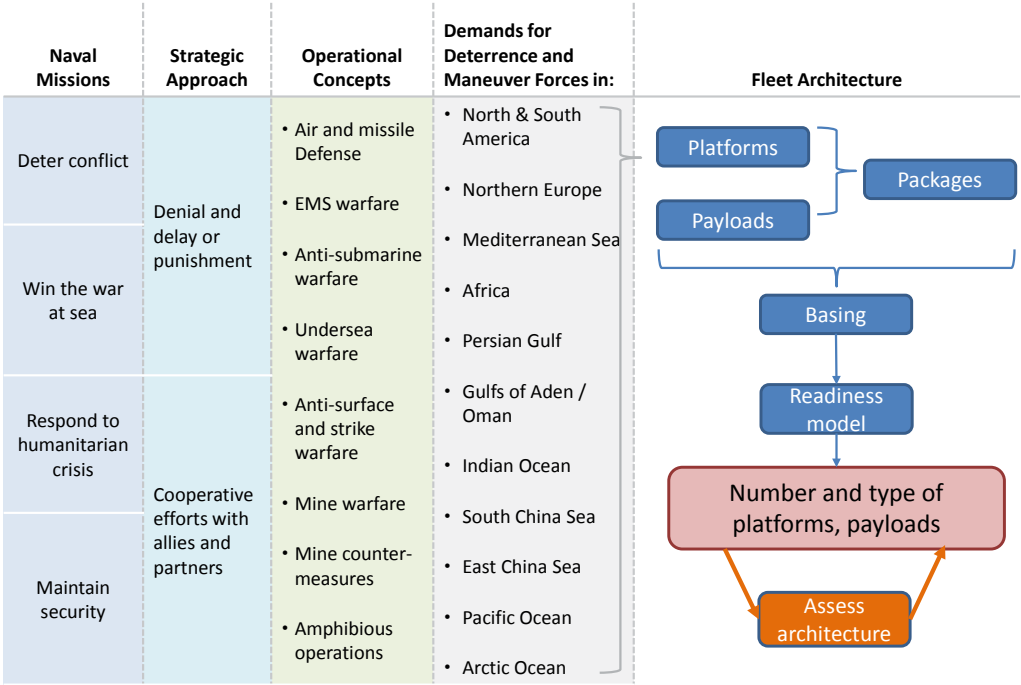 Naval
Missions
Strategic
Approach
Operational
Concepts
Demands for
Deterrence and
Maneuver Forces in:
Fleet Architecture
Deter conflict
Win the war
at sea
Respond to
humanitarian
crisis
Maintain
security
Denial and
delay or
punishment
Cooperative
efforts with
allies and
partners
• Air and missile
Defense
• EMS warfare
• Anti-submarine
warfare
• Undersea
warfare
• Anti-surface
and strike
warfare
• Mine warfare
• Mine counter-
measures
• Amphibious
operations
• North & South
America
• Northern Europe
• Mediterranean Sea
• Africa
• Persian Gulf
• Gulfs of Aden /
Oman
• Indian Ocean
• South China Sea
• East China Sea
• Pacific Ocean
• Arctic Ocean
Platforms
Payloads
Packages
Basing
Readiness
model
Number and type of
platforms, payloads
Assess
architecture